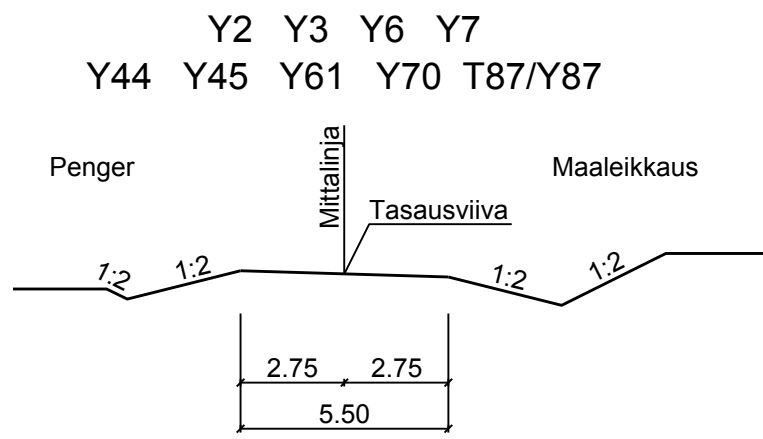 Y2 Y3 Y6 Y7
Y44 Y45 Y61 Y70 T87/Y87
Penger
Mittalinja
Maaleikkaus
Tasausviiva
1:2
1:2
1:2
1:2
2.75
2.75
5.50